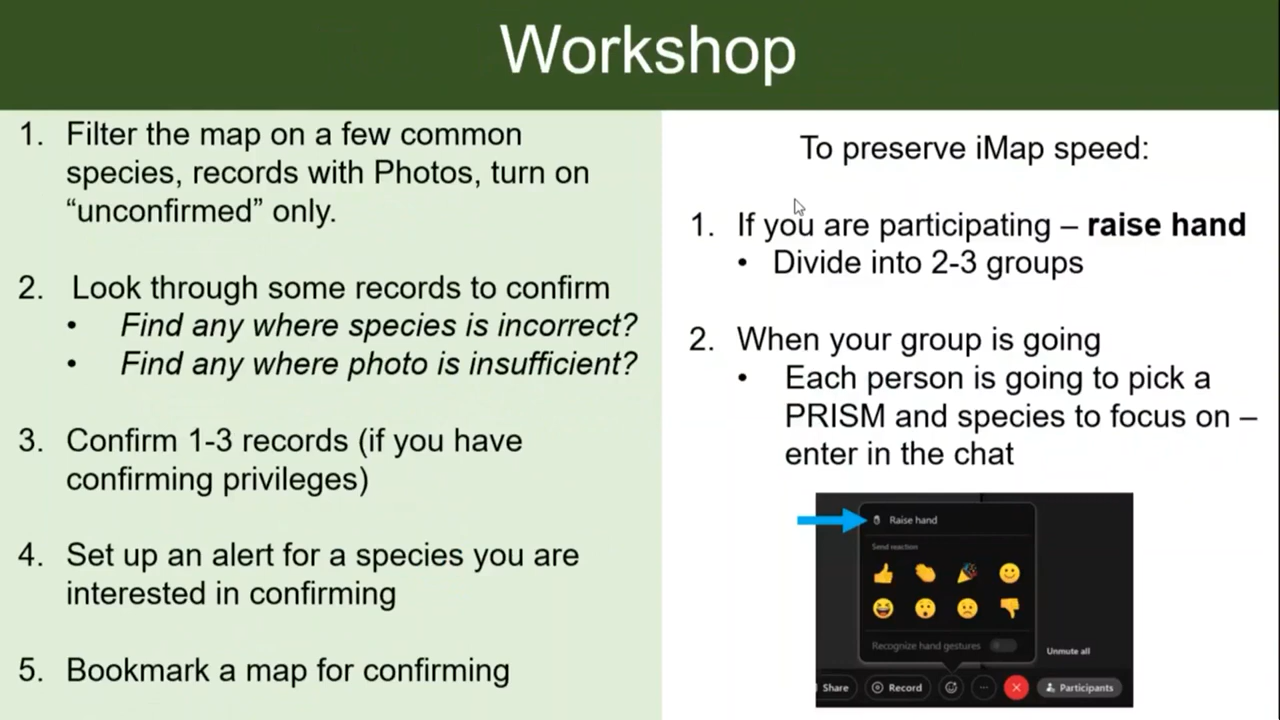 Workshop
1. Filter the map on a few common
species, records with Photos, turn on
“unconfirmed” only.
2. Look through some records to confirm
• Find any where species is incorrect?
• Find any where photo is insufficient?
3. Confirm 1-3 records (if you have
confirming privileges)
4. Set up an alert for a species you are
interested in confirming
5. Bookmark a map for confirming
To preserve iMap speed:
1. If you are participating – raise hand
• Divide into 2-3 groups
2. When your group is going
• Each person is going to pick a
PRISM and species to focus on –
enter in the chat
Raise hand
Send reaction
Recognize hand gestures
Unmute all
Share
Record
Participants